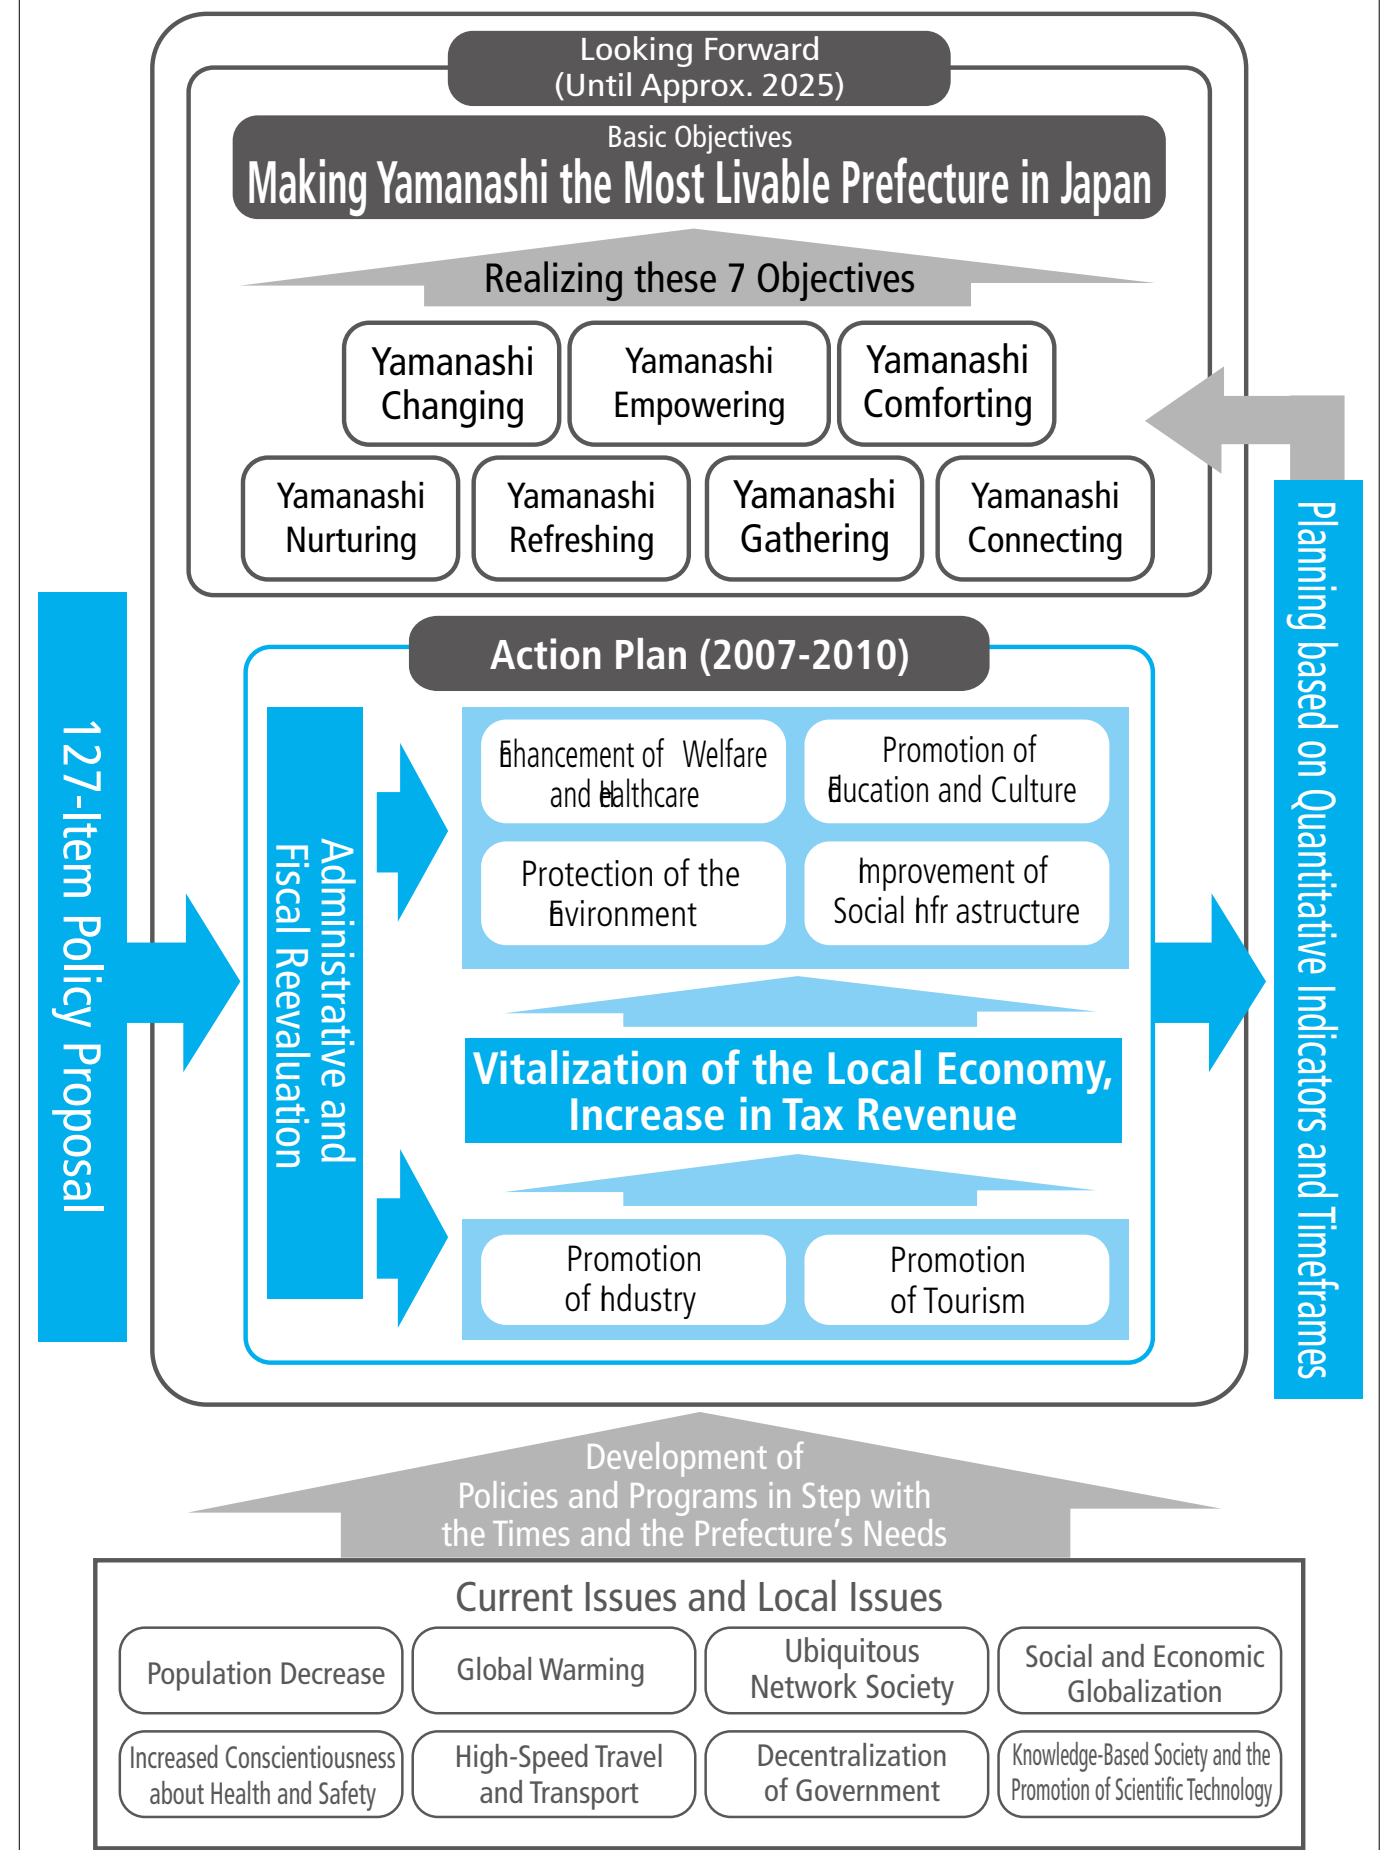 Looking Forward
(Until Approx. 2025)
Basic Objectives
Making Yamanashi the Most Livable Prefecture in Japan
Realizing these 7 Objectives
Yamanashi
Changing
Yamanashi
Empowering
Yamanashi
Comforting
Yamanashi
Nurturing
Yamanashi
Refreshing
Yamanashi
Gathering
Yamanashi
Connecting
127-Item Policy Proposal
Action Plan (2007-2010)
Administrative and
Fiscal Reevaluation
Enhancement of Welfare
and Healthcare
Promotion of
Education and Culture
Protection of the
Environment
Improvement of
Social Infr astructure
Vitalization of the Local Economy,
Increase in Tax Revenue
Promotion
of Industry
Promotion
of Tourism
Planning based on Quantitative Indicators and Timeframes
Development of
Policies and Programs in Step with
the Times and the Prefecture's Needs
Current Issues and Local Issues
Population Decrease
Global Warming
Ubiquitous
Network Society
Social and Economic
Globalization
Increased Conscientiousness
about Health and Safety
High-Speed Travel
and Transport
Decentralization
of Government
Knowledge-Based Society and the
Promotion of Scientific Technology